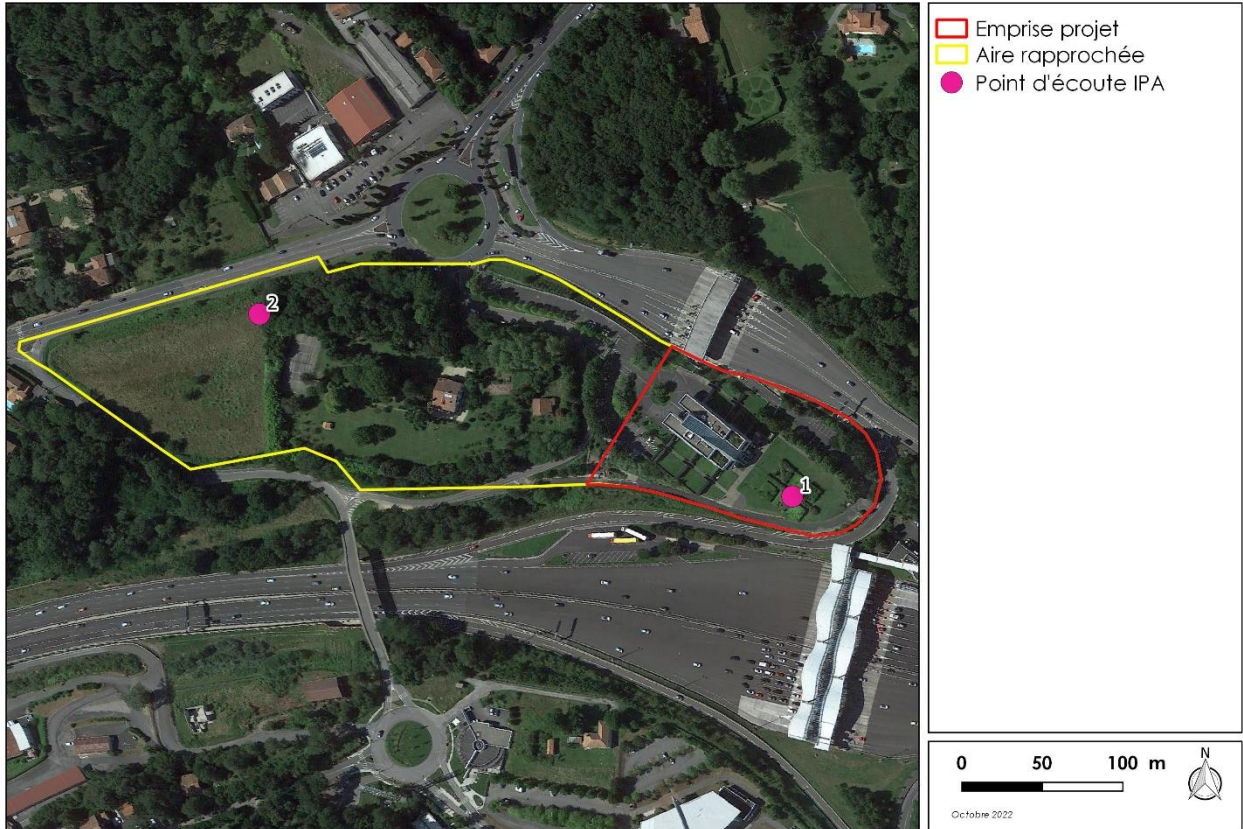 Emprise projet
Aire rapprochée
Point d'écoute IPA
2
1
0 50 100 m
N
Octobre 2022